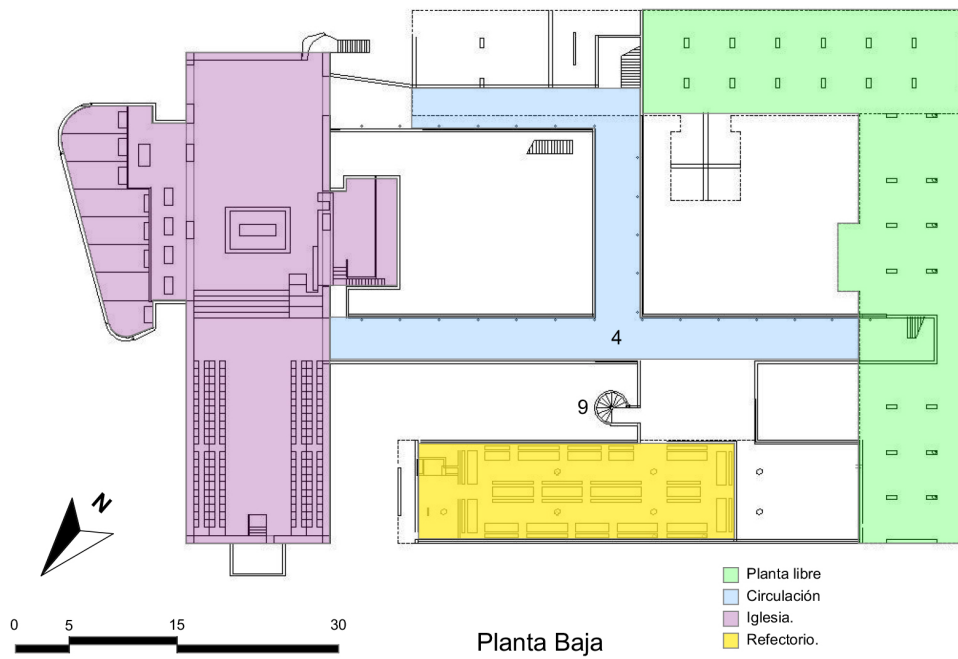 4
9
N
Planta libre
Circulación
Iglesia.
Refectorio.
0 5 15 30
Planta Baja